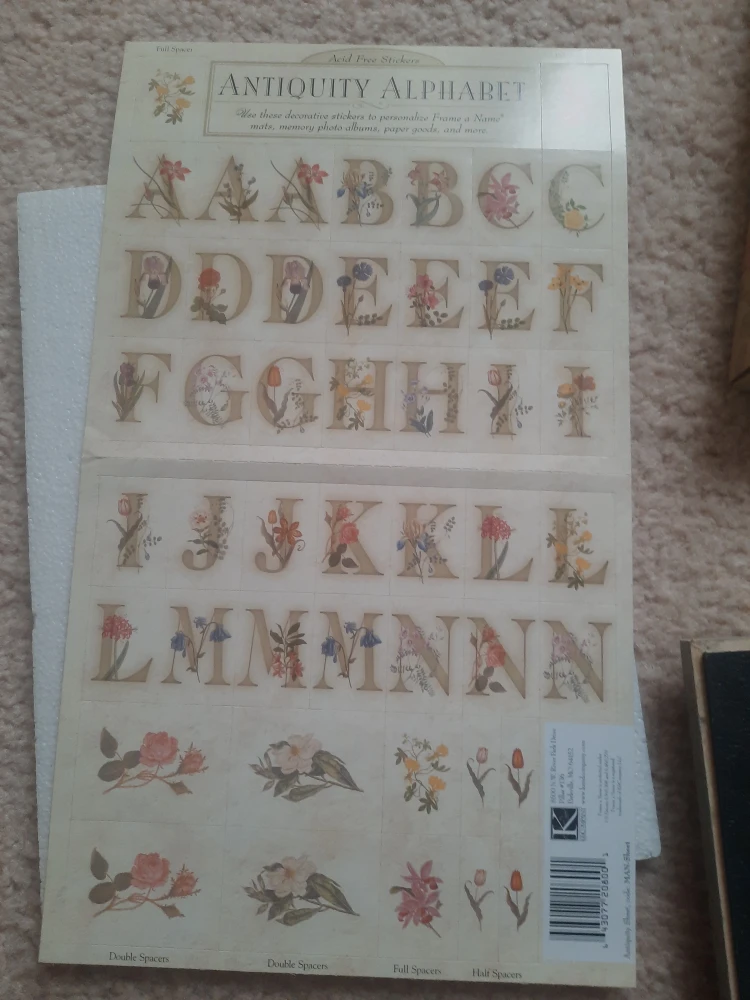 Full Spacer
Acid Free Stickers
ANTIQUITY ALPHABET
Use these decorative stickers to personalize Frame a Name
mats, memory photo albums, paper goods, and more.
A A A B B C C
D D D E E E F
F G G H H I I
I J J K K L L
L M M M N N N
K
Double Spacers
Double Spacers
Full Spacers
Half Spacers